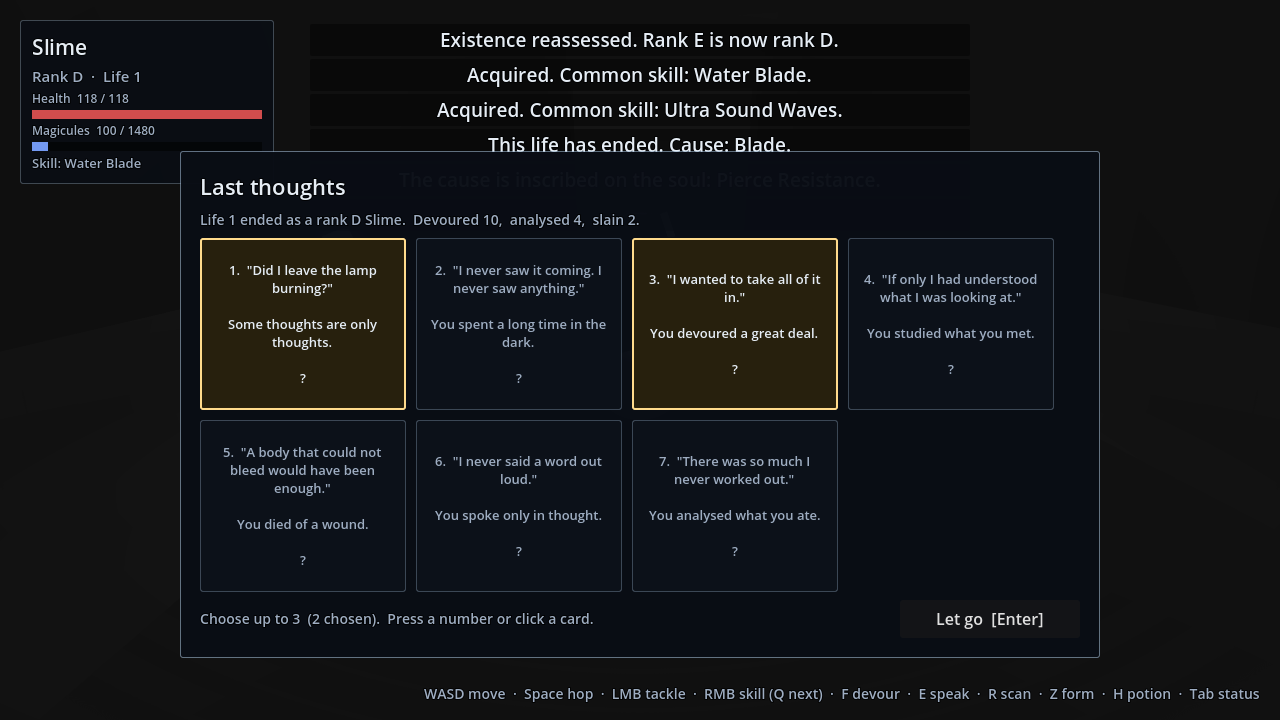 Slime
Rank D  ·  Life 1
Health  118 / 118
Magicules  100 / 1480
Skill: Water Blade
Existence reassessed. Rank E is now rank D.
Acquired. Common skill: Water Blade.
Acquired. Common skill: Ultra Sound Waves.
This life has ended. Cause: Blade.
The cause is inscribed on the soul: Pierce Resistance.
Last thoughts
Life 1 ended as a rank D Slime.  Devoured 10,  analysed 4,  slain 2.
1.  "Did I leave the lamp
burning?"
Some thoughts are only
thoughts.
?
2.  "I never saw it coming. I
never saw anything."
You spent a long time in the
dark.
?
3.  "I wanted to take all of it
in."
You devoured a great deal.
?
4.  "If only I had understood
what I was looking at."
You studied what you met.
?
5.  "A body that could not
bleed would have been
enough."
You died of a wound.
?
6.  "I never said a word out
loud."
You spoke only in thought.
?
7.  "There was so much I
never worked out."
You analysed what you ate.
?
Choose up to 3  (2 chosen).  Press a number or click a card.
Let go  [Enter]
WASD move  ·  Space hop  ·  LMB tackle  ·  RMB skill (Q next)  ·  F devour  ·  E speak  ·  R scan  ·  Z form  ·  H potion  ·  Tab status